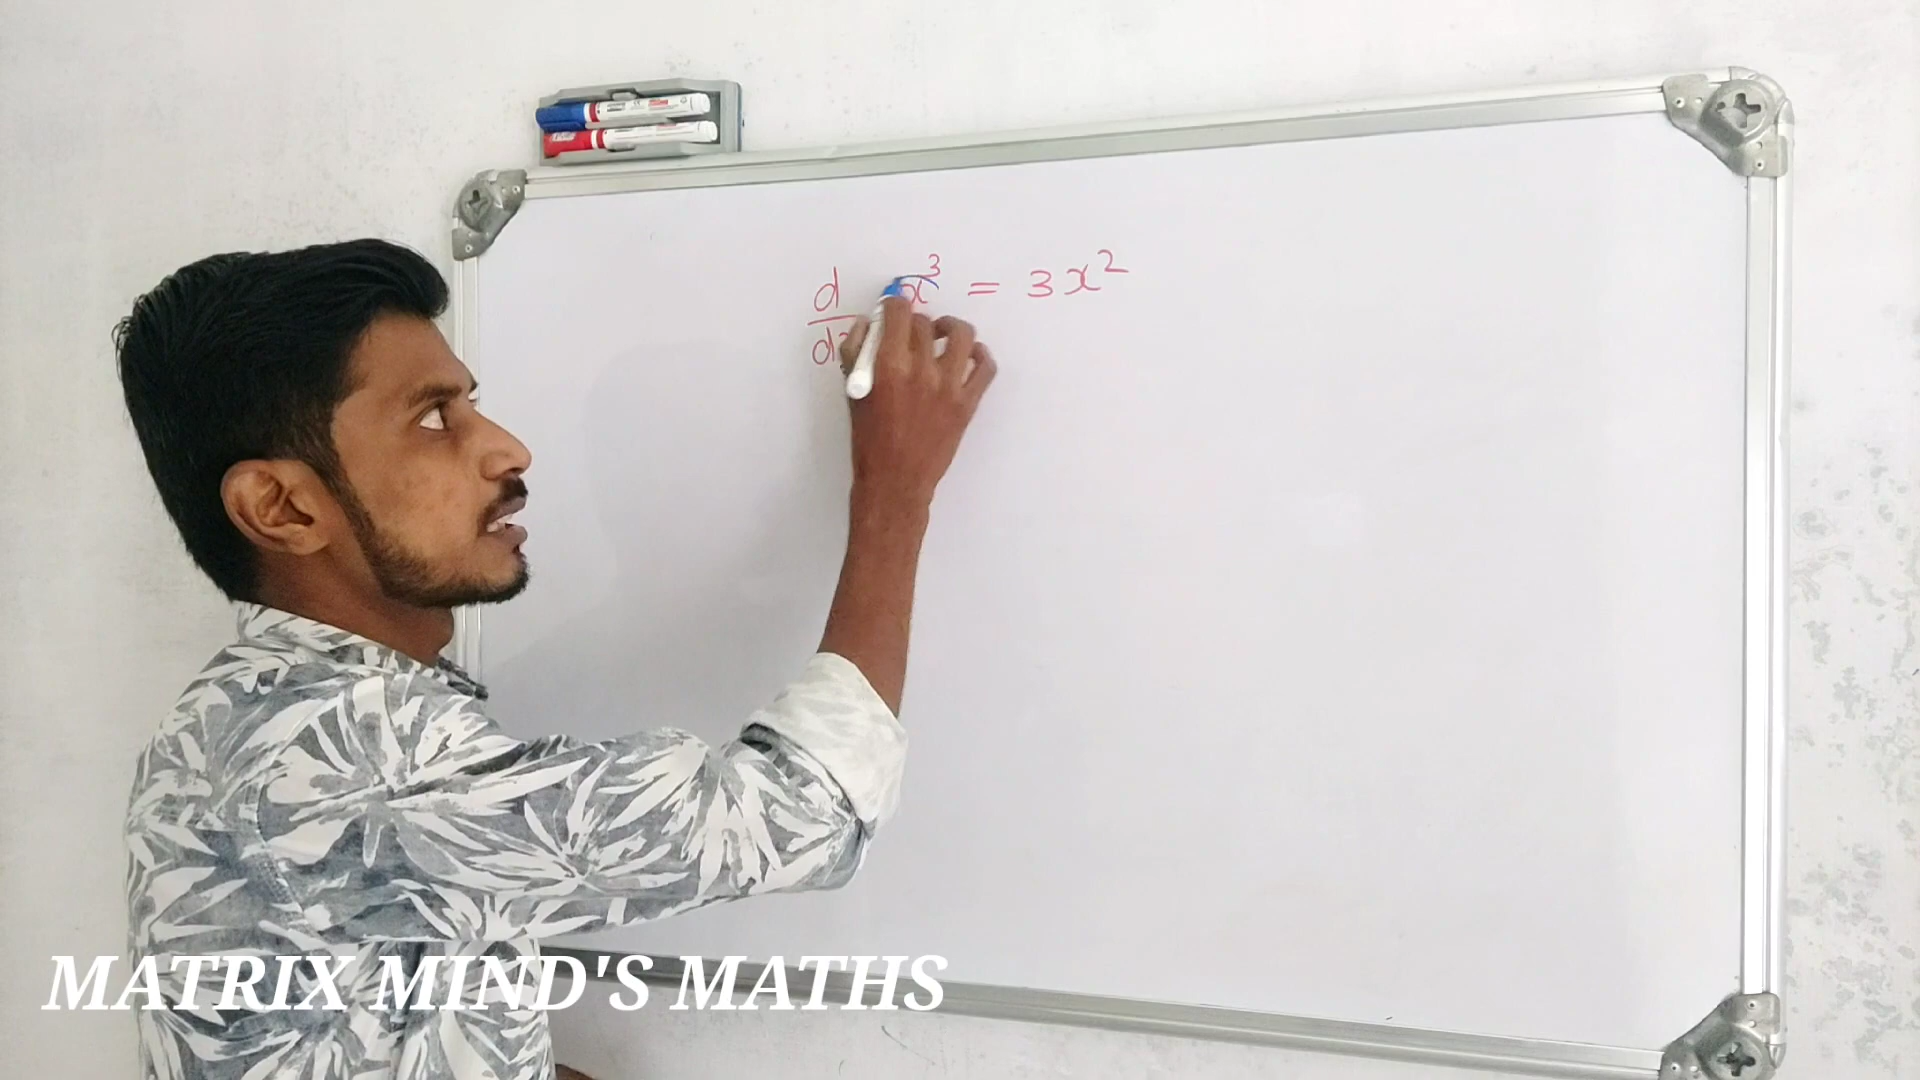 d/dx x³ = 3x²
MATRIX MIND'S MATHS